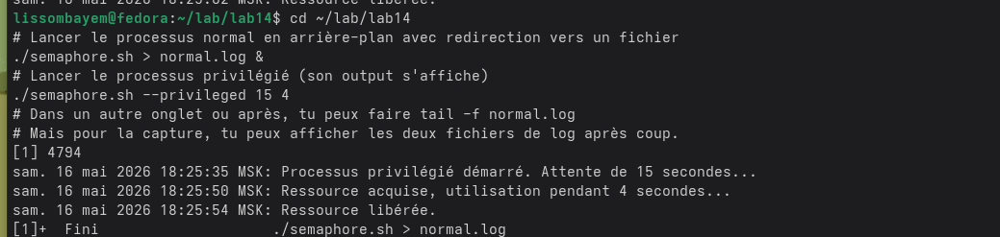 sam. 16 mai 2026 18:25:02 MSK: Ressource libérée.
lissombayem@fedora:~/lab/lab14$ cd ~/lab/lab14
# Lancer le processus normal en arrière-plan avec redirection vers un fichier
./semaphore.sh > normal.log &
# Lancer le processus privilégié (son output s'affiche)
./semaphore.sh --privileged 15 4
# Dans un autre onglet ou après, tu peux faire tail -f normal.log
# Mais pour la capture, tu peux afficher les deux fichiers de log après coup.
[1] 4794
sam. 16 mai 2026 18:25:35 MSK: Processus privilégié démarré. Attente de 15 secondes...
sam. 16 mai 2026 18:25:50 MSK: Ressource acquise, utilisation pendant 4 secondes...
sam. 16 mai 2026 18:25:54 MSK: Ressource libérée.
[1]+  Fini                    ./semaphore.sh > normal.log